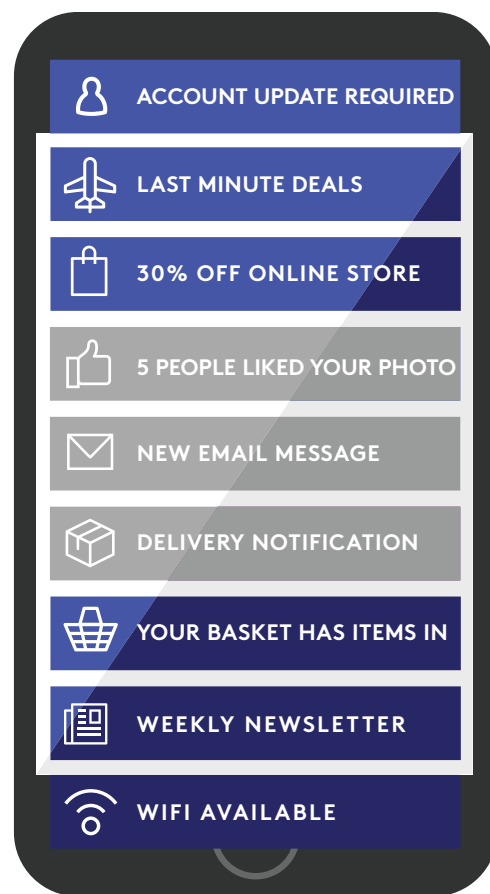 ACCOUNT UPDATE REQUIRED
LAST MINUTE DEALS
30% OFF ONLINE STORE
5 PEOPLE LIKED YOUR PHOTO
NEW EMAIL MESSAGE
DELIVERY NOTIFICATION
YOUR BASKET HAS ITEMS IN
WEEKLY NEWSLETTER
WIFI AVAILABLE